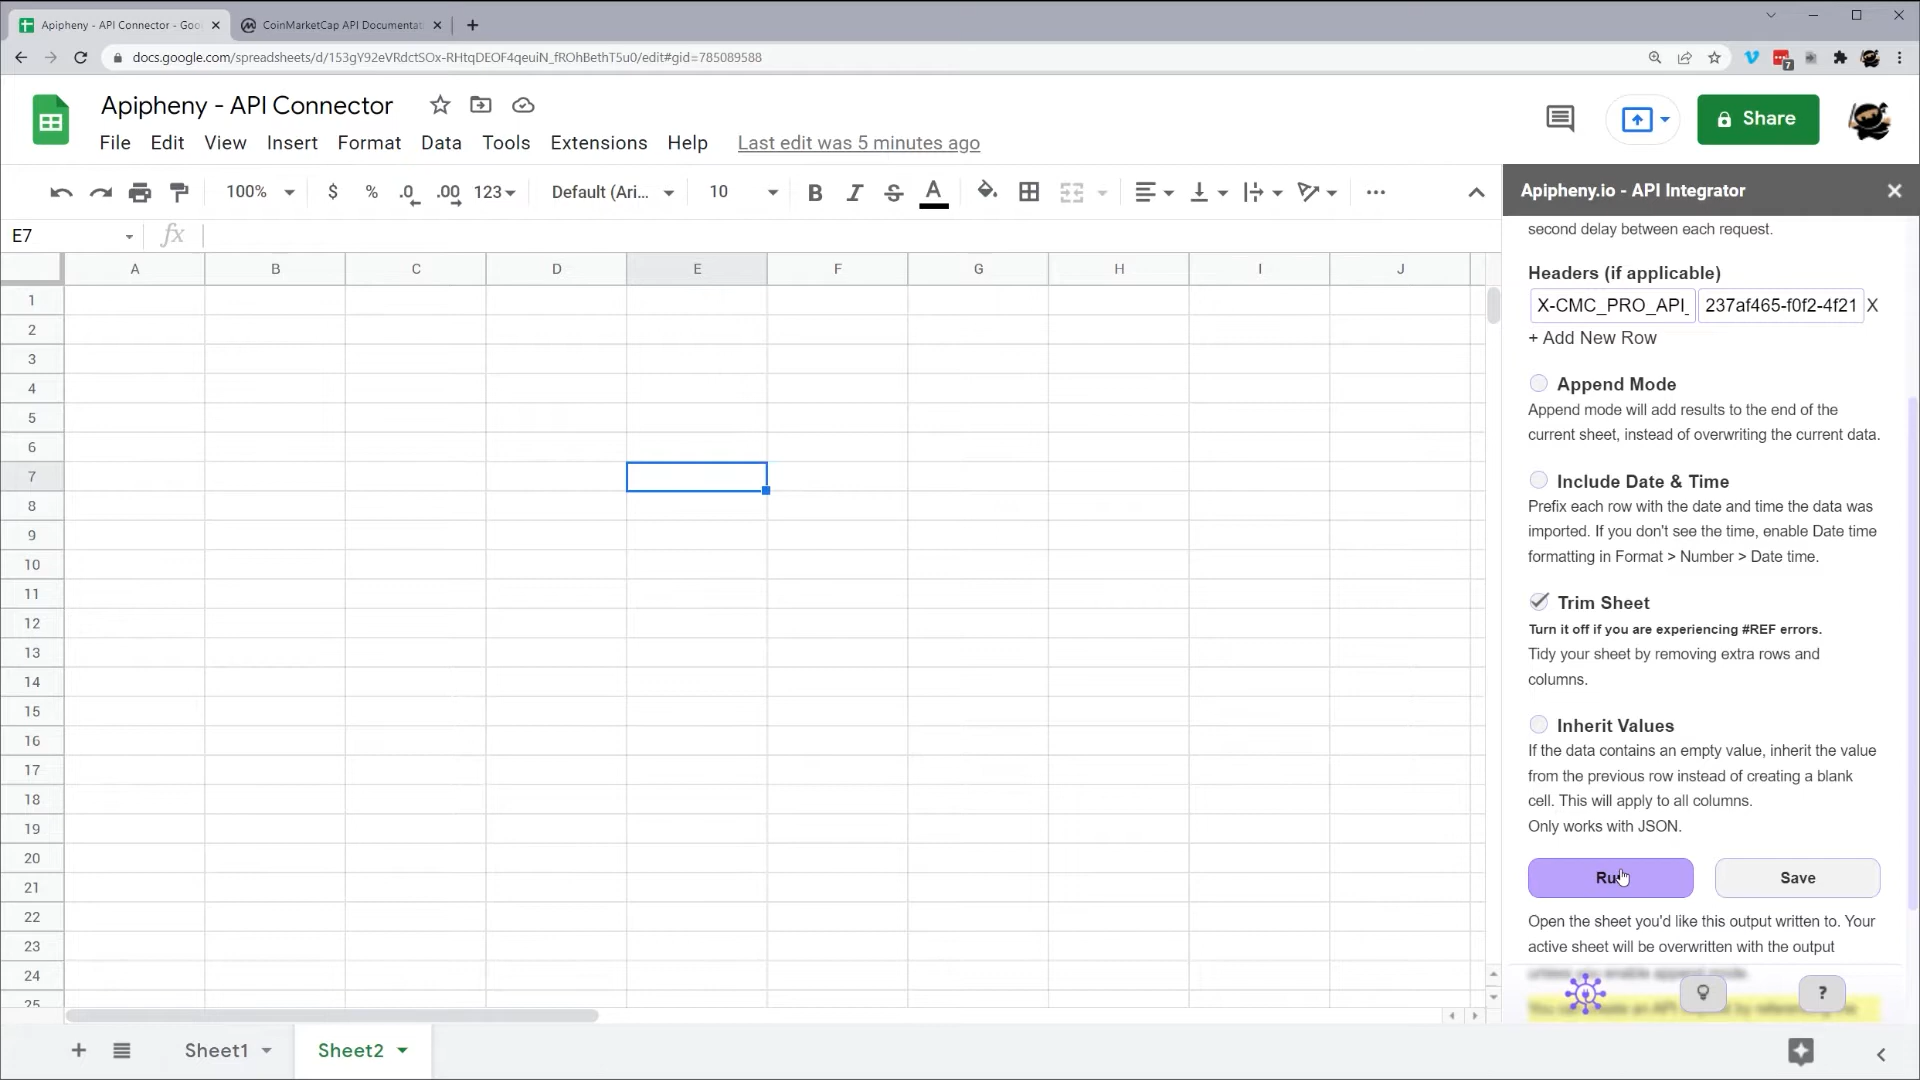 Apipheny - API Connector - Goo
CoinMarketCap API Documentat
docs.google.com/spreadsheets/d/153gY92eVRdctSOx-RHtqDEOF4qeuiN_fROhBethT5u0/edit#gid=785089588
7
Apipheny - API Connector
File Edit View Insert Format Data Tools Extensions Help Last edit was 5 minutes ago
Share
100% $ % .0 .00 123 Default (Ari... 10 B I S A
Apipheny.io - API Integrator
E7 fx
A B C D E F G H I J
1
2
3
4
5
6
7
8
9
10
11
12
13
14
15
16
17
18
19
20
21
22
23
24
25
second delay between each request.
Headers (if applicable)
X-CMC_PRO_API_ 237af465-f0f2-4f21 X
+ Add New Row
Append Mode
Append mode will add results to the end of the
current sheet, instead of overwriting the current data.
Include Date & Time
Prefix each row with the date and time the data was
imported. If you don't see the time, enable Date time
formatting in Format > Number > Date time.
Trim Sheet
Turn it off if you are experiencing #REF errors.
Tidy your sheet by removing extra rows and
columns.
Inherit Values
If the data contains an empty value, inherit the value
from the previous row instead of creating a blank
cell. This will apply to all columns.
Only works with JSON.
Save
Open the sheet you'd like this output written to. Your
active sheet will be overwritten with the output
unless you enable append mode.
?
+ Sheet1 Sheet2